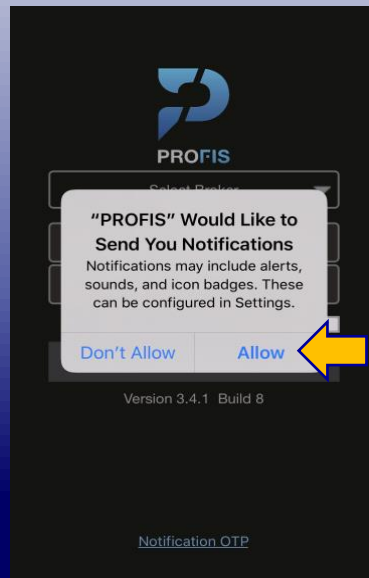 PROFIS
Select Broker
"PROFIS" Would Like to
Send You Notifications
Notifications may include alerts,
sounds, and icon badges. These
can be configured in Settings.
Don't Allow
Allow
Version 3.4.1 Build 8
Notification OTP